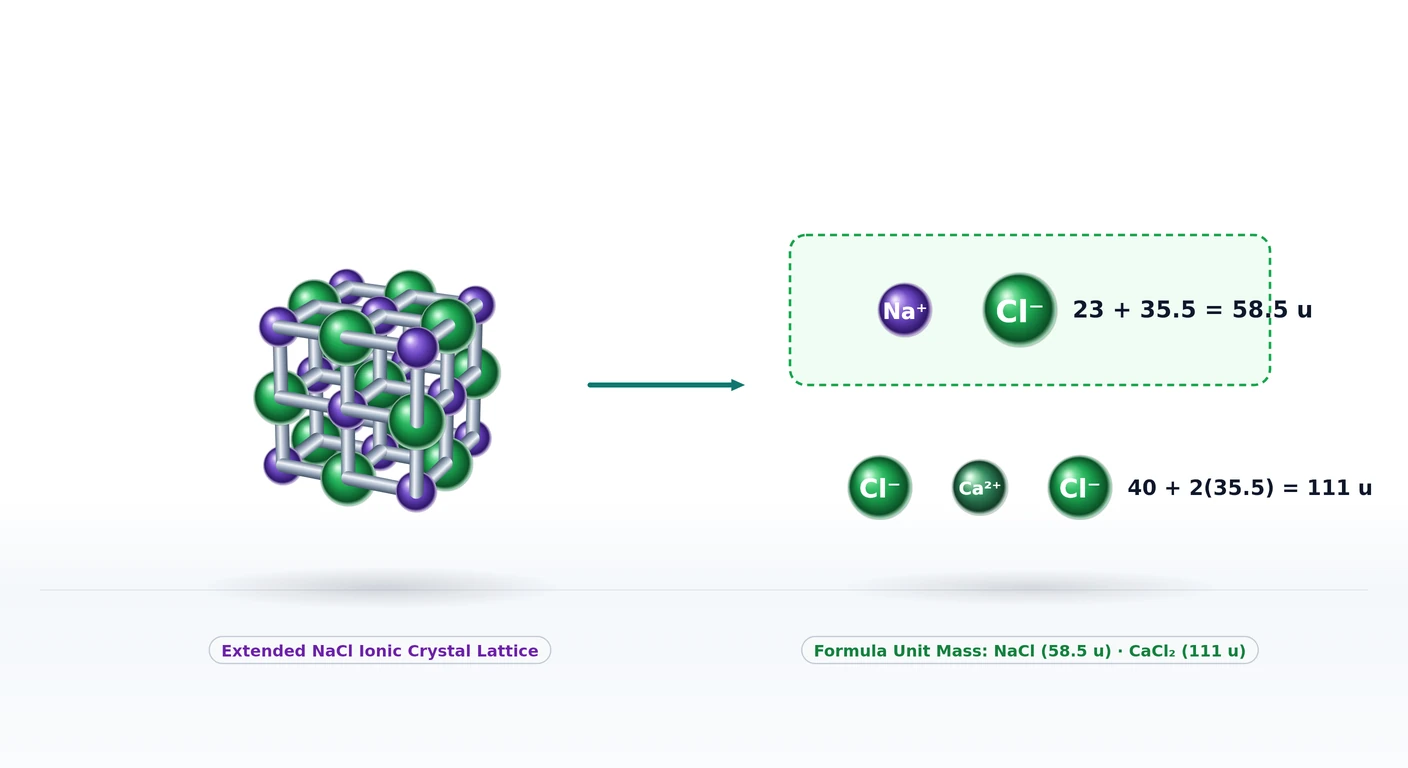 Na⁺ Cl⁻ 23 + 35.5 = 58.5 u
Cl⁻ Ca²⁺ Cl⁻ 40 + 2(35.5) = 111 u
Extended NaCl Ionic Crystal Lattice
Formula Unit Mass: NaCl (58.5 u) · CaCl₂ (111 u)